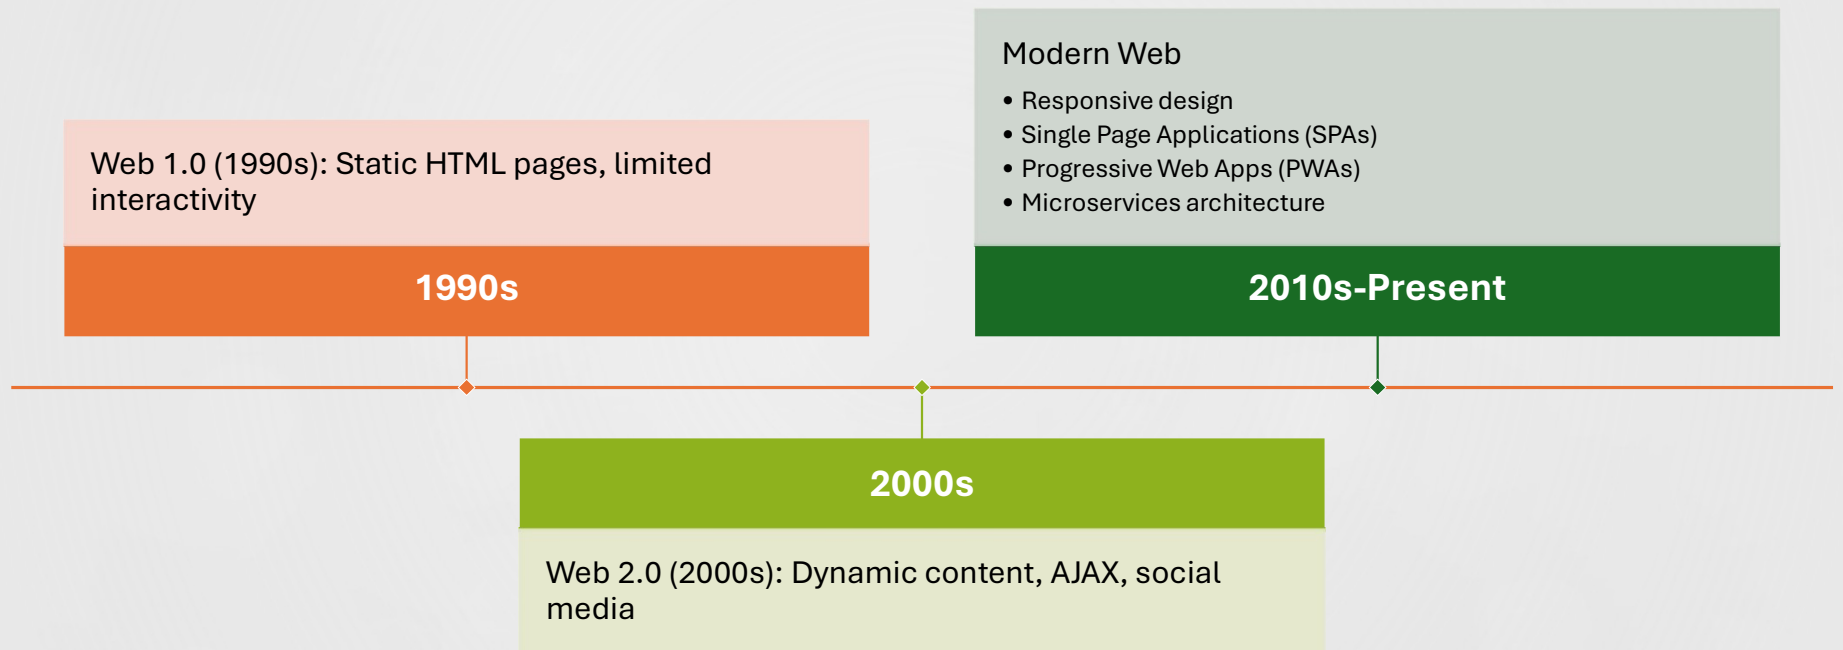 Web 1.0 (1990s): Static HTML pages, limited
interactivity
1990s
2000s
Web 2.0 (2000s): Dynamic content, AJAX, social
media
Modern Web
• Responsive design
• Single Page Applications (SPAs)
• Progressive Web Apps (PWAs)
• Microservices architecture
2010s-Present